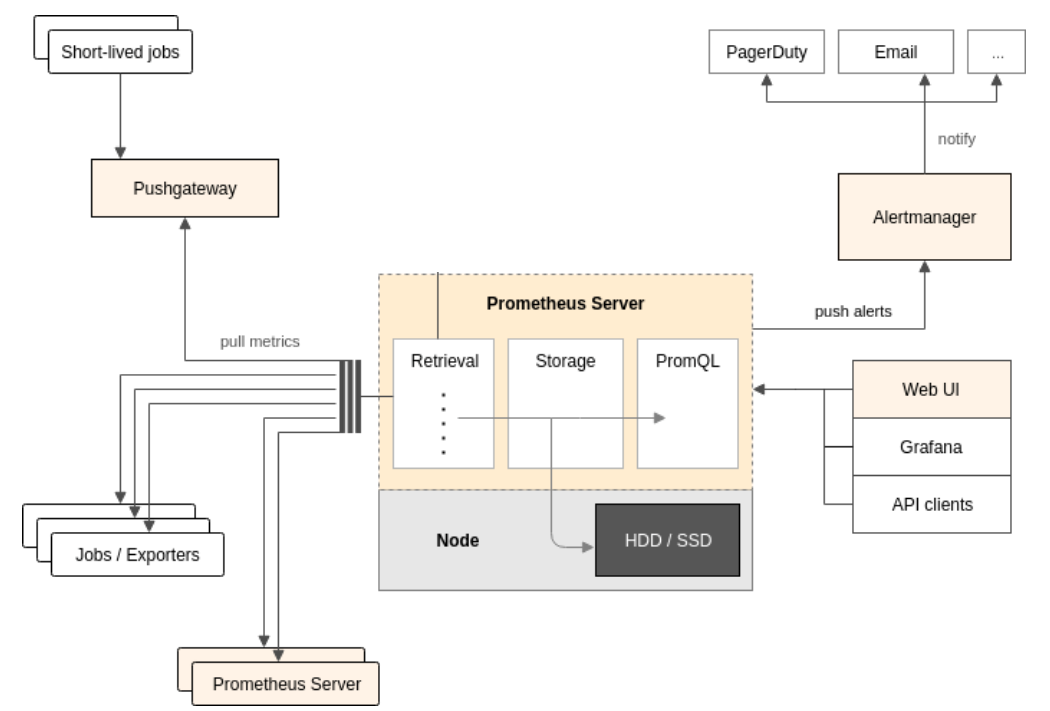 Short-lived jobs
PagerDuty
Email
...
notify
Pushgateway
Alertmanager
Prometheus Server
push alerts
pull metrics
Retrieval
Storage
PromQL
Web UI
Grafana
API clients
Node
HDD / SSD
Jobs / Exporters
Prometheus Server